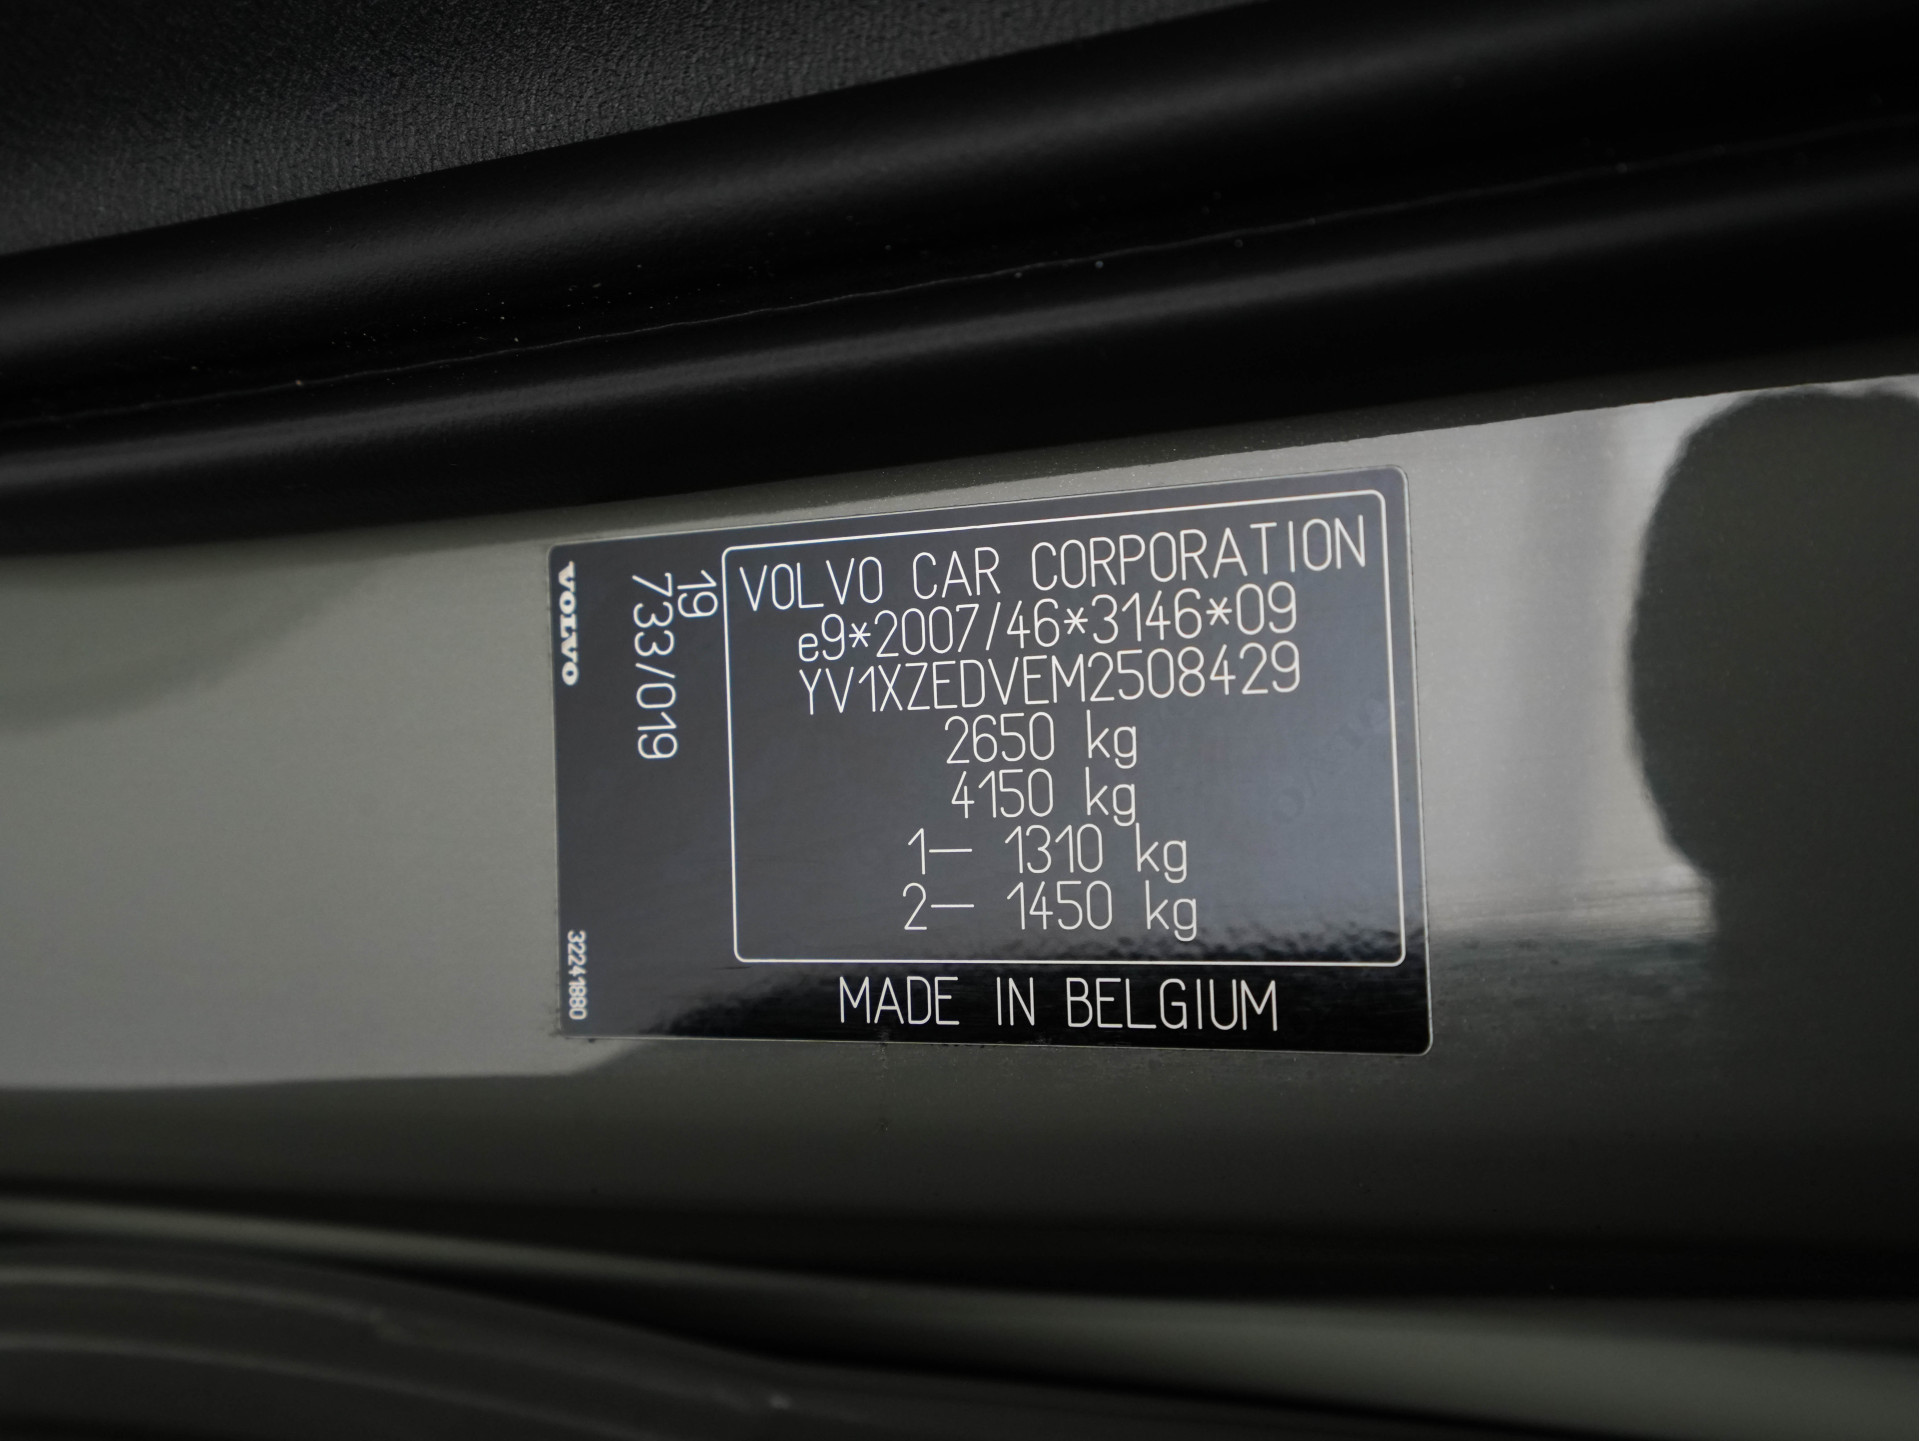 VOLVO CAR CORPORATION
e9*2007/46*3146*09
YV1XZEDVEM2508429
2650 kg
4150 kg
1— 1310 kg
2— 1450 kg
MADE IN BELGIUM
19
733/019
VOLVO
32241880